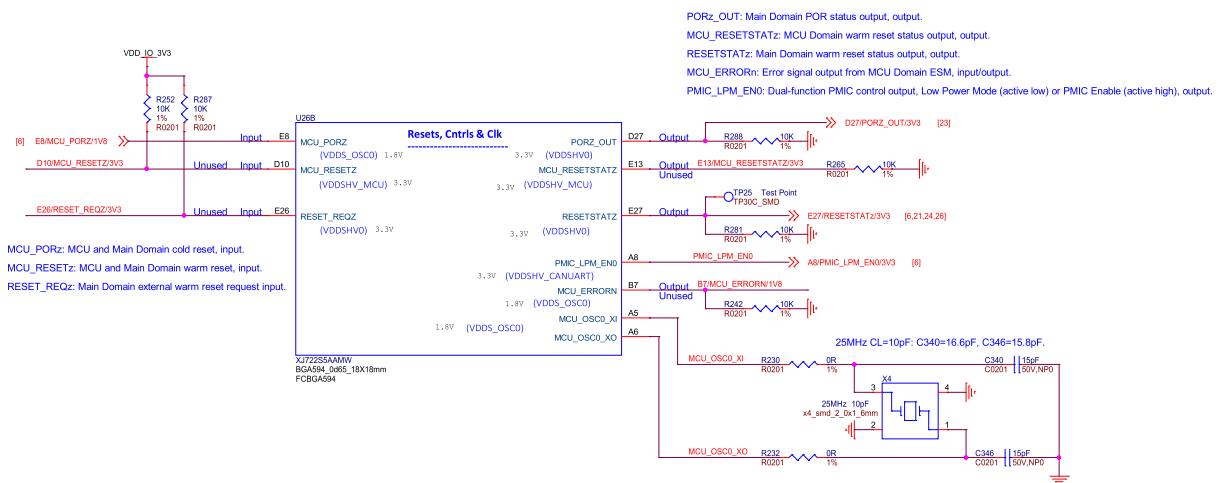 PORz_OUT: Main Domain POR status output, output.
MCU_RESETSTATz: MCU Domain warm reset status output, output.
RESETSTATz: Main Domain warm reset status output, output.
MCU_ERRORn: Error signal output from MCU Domain ESM, input/output.
PMIC_LPM_EN0: Dual-function PMIC control output, Low Power Mode (active low) or PMIC Enable (active high), output.
VDD_IO_3V3
R252
10K
1%
R0201
R287
10K
1%
R0201
[6] E8/MCU_PORZ/1V8
Input
E8
D10/MCU_RESETZ/3V3
Unused Input
D10
E26/RESET_REQZ/3V3
Unused Input
E26
MCU_PORz: MCU and Main Domain cold reset, input.
MCU_RESETz: MCU and Main Domain warm reset, input.
RESET_REQz: Main Domain external warm reset request input.
U26B
Resets, Cntrls & Clk
MCU_PORZ
(VDDS_OSC0) 1.8V
MCU_RESETZ
(VDDSHV_MCU) 3.3V
RESET_REQZ
(VDDSHV0) 3.3V
PORZ_OUT
3.3V (VDDSHV0)
MCU_RESETSTATZ
3.3V (VDDSHV_MCU)
RESETSTATZ
3.3V (VDDSHV0)
PMIC_LPM_EN0
3.3V (VDDSHV_CANUART)
MCU_ERRORN
1.8V (VDDS_OSC0)
MCU_OSC0_XI
1.8V (VDDS_OSC0)
MCU_OSC0_XO
XJ722S5AAMW
BGA594_0d65_18X18mm
FCBGA594
D27 Output
D27/PORZ_OUT/3V3 [23]
R288 10K
R0201 1%
E13 Output E13/MCU_RESETSTATZ/3V3
Unused
R265 10K
R0201 1%
TP25 Test Point
TP30C_SMD
E27 Output
E27/RESETSTATz/3V3 [6,21,24,26]
R281 10K
R0201 1%
A8 PMIC_LPM_EN0
A8/PMIC_LPM_EN0/3V3 [6]
B7 Output B7/MCU_ERRORN/1V8
Unused
R242 10K
R0201 1%
A5
A6
25MHz CL=10pF: C340=16.6pF, C346=15.8pF.
MCU_OSC0_XI
R230 0R
R0201 1%
C340 15pF
C0201 50V,NP0
X4
3 4
25MHz 10pF
x4_smd_2_0x1_6mm
2 1
MCU_OSC0_XO
R232 0R
R0201 1%
C346 15pF
C0201 50V,NP0